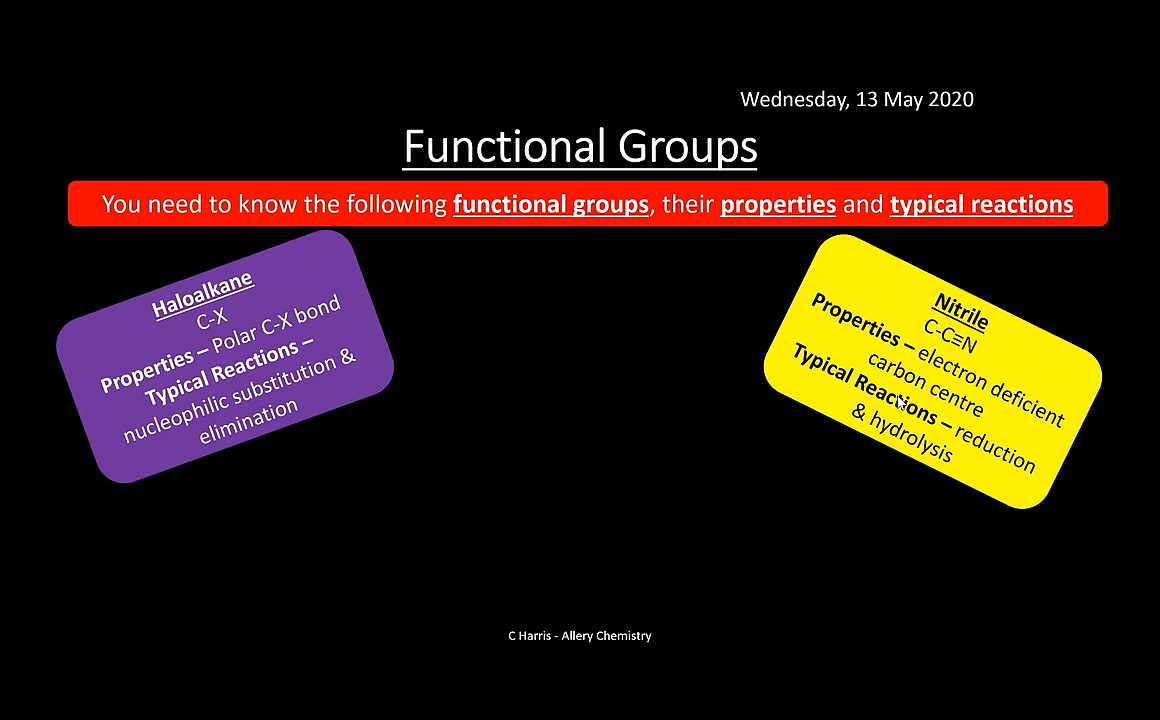 Wednesday, 13 May 2020
Functional Groups
You need to know the following functional groups, their properties and typical reactions
Haloalkane
C-X
Properties – Polar C-X bond
Typical Reactions –
nucleophilic substitution &
elimination
Nitrile
C-C≡N
Properties – electron deficient
carbon centre
Typical Reactions – reduction
& hydrolysis
C Harris - Allery Chemistry